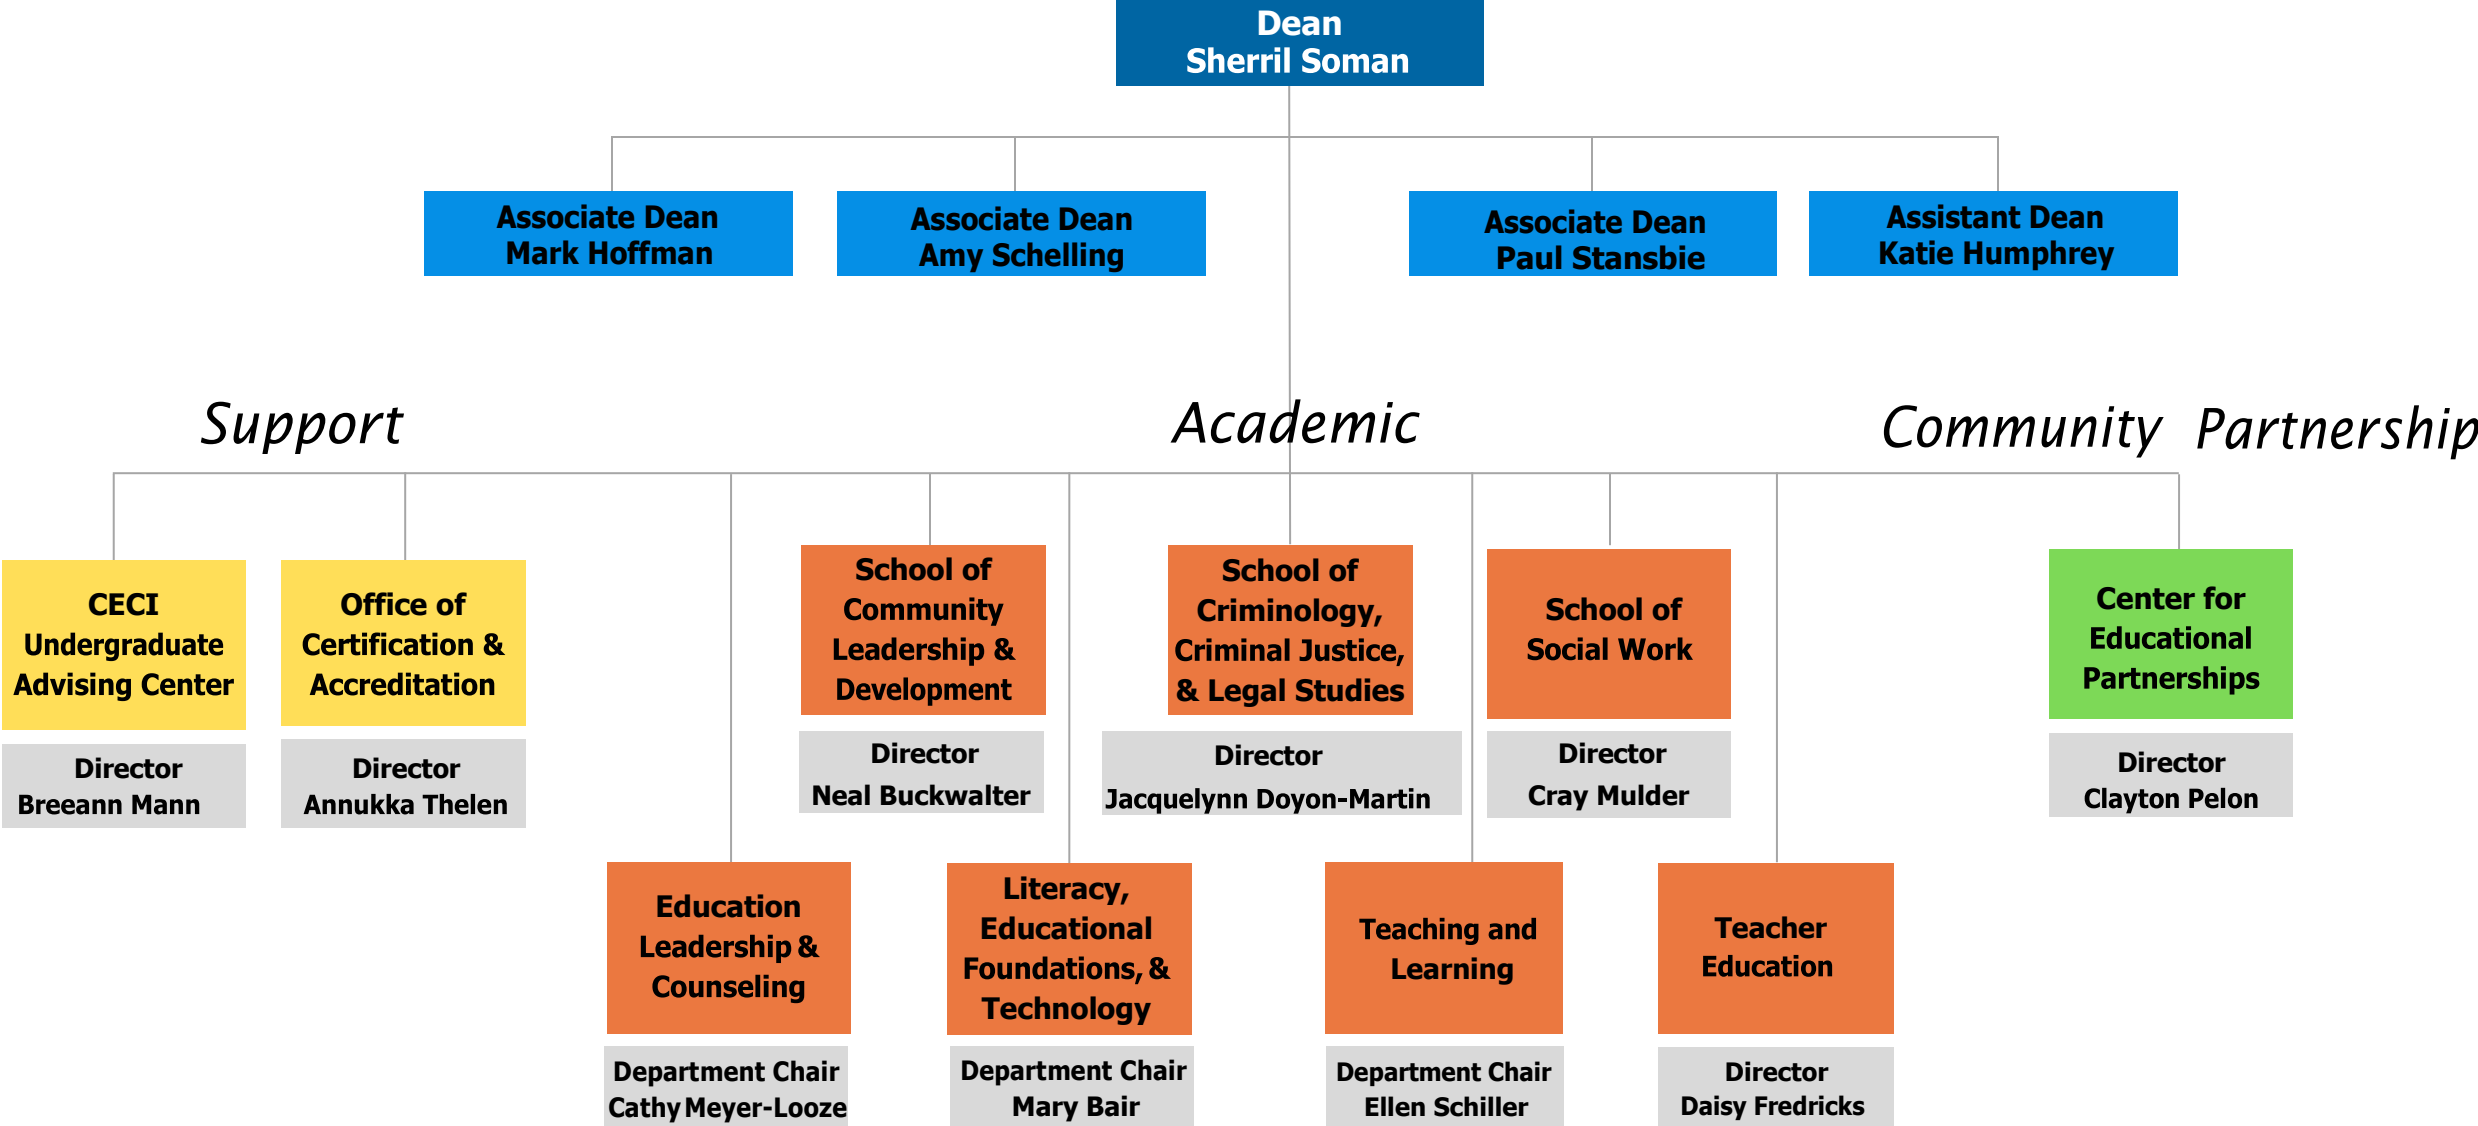 Dean
Sherril Soman
Associate Dean
Mark Hoffman
Associate Dean
Amy Schelling
Associate Dean
Paul Stansbie
Assistant Dean
Katie Humphrey
Support
Academic
Community Partnership
CECI
Undergraduate
Advising Center
Director
Breeann Mann
Office of
Certification &
Accreditation
Director
Annukka Thelen
School of
Community
Leadership &
Development
Director
Neal Buckwalter
School of
Criminology,
Criminal Justice,
& Legal Studies
Director
Jacquelynn Doyon-Martin
School of
Social Work
Director
Cray Mulder
Center for
Educational
Partnerships
Director
Clayton Pelon
Education
Leadership &
Counseling
Department Chair
Cathy Meyer-Looze
Literacy,
Educational
Foundations, &
Technology
Department Chair
Mary Bair
Teaching and
Learning
Department Chair
Ellen Schiller
Teacher
Education
Director
Daisy Fredricks